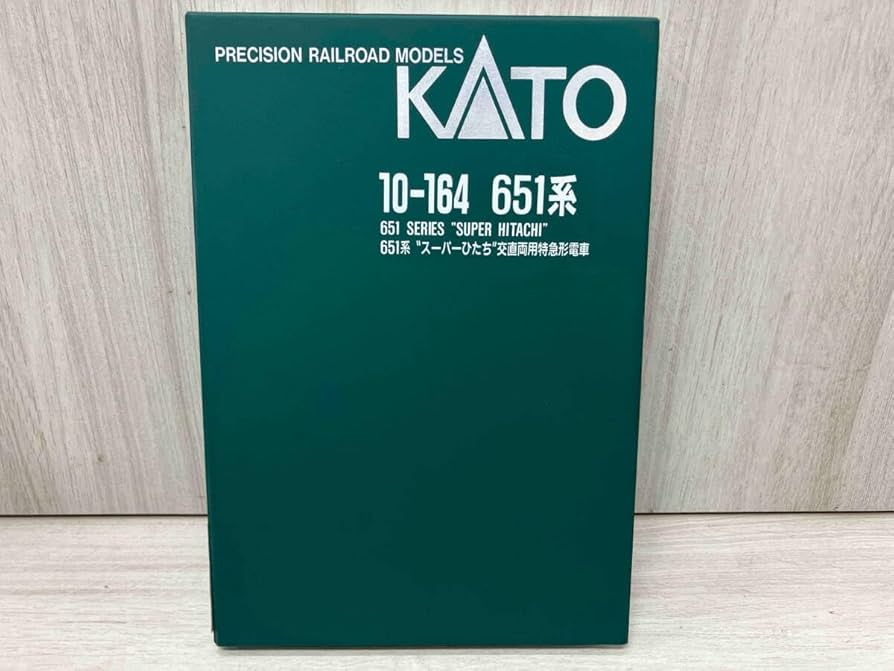 PRECISION RAILROAD MODELS
KATO
10-164 651系
651 SERIES "SUPER HITACHI"
651系 "スーパーひたち"交直両用特急形電車